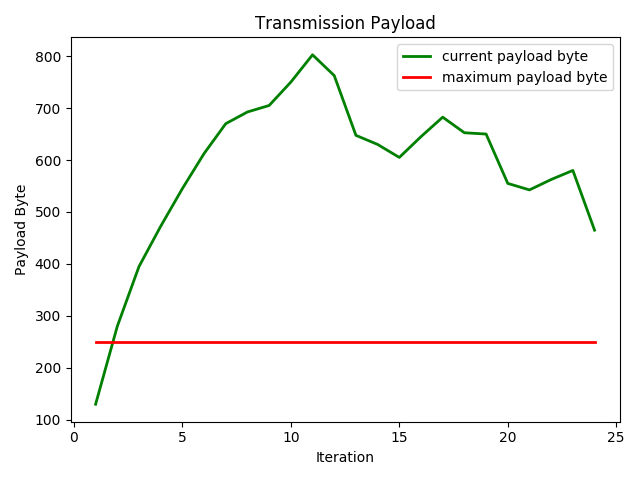 Transmission Payload
current payload byte
maximum payload byte
800
700
600
500
400
300
200
100
Payload Byte
0 5 10 15 20 25
Iteration